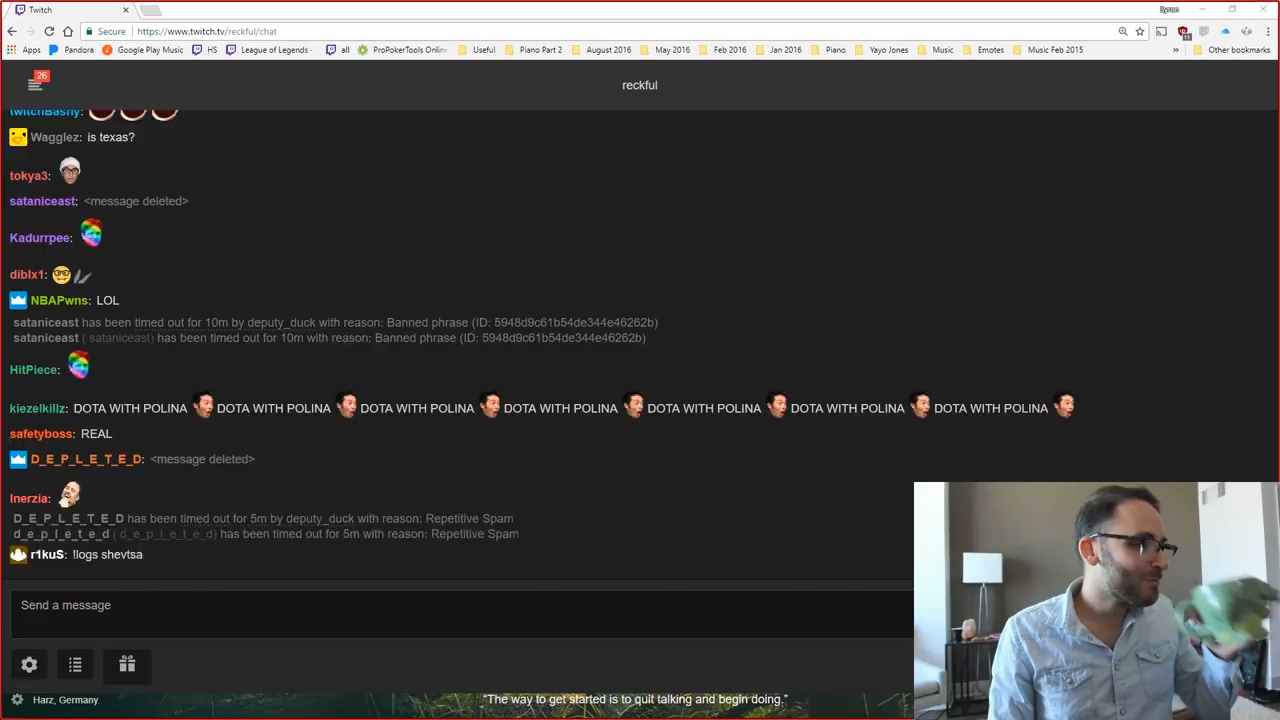 Twitch
Byron
Secure
https://www.twitch.tv/reckful/chat
Apps Pandora Google Play Music HS League of Legends - all ProPokerTools Online Useful Piano Part 2 August 2016 May 2016 Feb 2016 Jan 2016 Piano Yayo Jones Music Emotes Music Feb 2015 » Other bookmarks
26
reckful
twitchBashy:
Wagglez: is texas?
tokya3:
sataniceast: <message deleted>
Kadurrpee:
diblx1:
NBAPwns: LOL
sataniceast has been timed out for 10m by deputy_duck with reason: Banned phrase (ID: 5948d9c61b54de344e46262b)
sataniceast ( sataniceast) has been timed out for 10m with reason: Banned phrase (ID: 5948d9c61b54de344e46262b)
HitPiece:
kiezelkillz: DOTA WITH POLINA DOTA WITH POLINA DOTA WITH POLINA DOTA WITH POLINA DOTA WITH POLINA DOTA WITH POLINA DOTA WITH POLINA
safetyboss: REAL
D_E_P_L_E_T_E_D: <message deleted>
Inerzia:
D_E_P_L_E_T_E_D has been timed out for 5m by deputy_duck with reason: Repetitive Spam
d_e_p_l_e_t_e_d ( d_e_p_l_e_t_e_d) has been timed out for 5m with reason: Repetitive Spam
r1kuS: !logs shevtsa
Send a message
Harz, Germany
"The way to get started is to quit talking and begin doing."